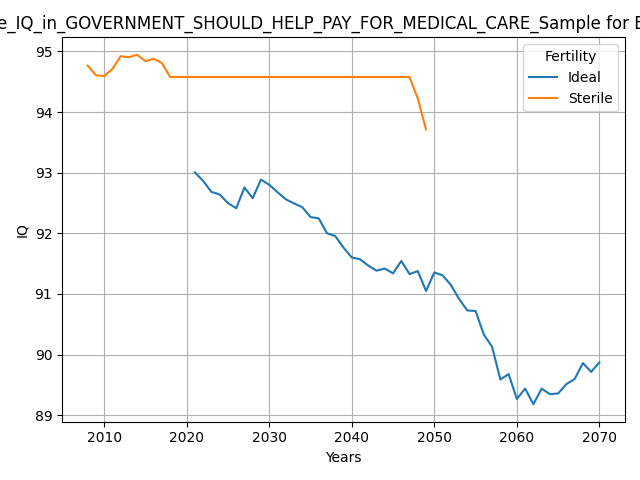 e_IQ_in_GOVERNMENT_SHOULD_HELP_PAY_FOR_MEDICAL_CARE_Sample for
Fertility
Ideal
Sterile
95
94
93
92
91
90
89
IQ
2010
2020
2030
2040
2050
2060
2070
Years